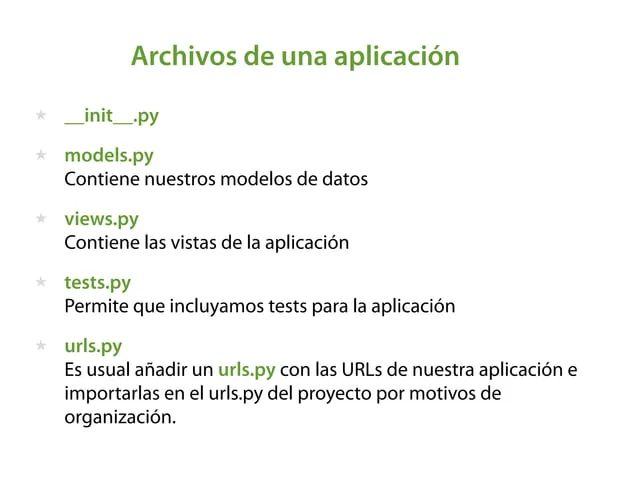 Archivos de una aplicación
__init__.py
models.py
Contiene nuestros modelos de datos
views.py
Contiene las vistas de la aplicación
tests.py
Permite que incluyamos tests para la aplicación
urls.py
Es usual añadir un urls.py con las URLs de nuestra aplicación e
importarlas en el urls.py del proyecto por motivos de
organización.